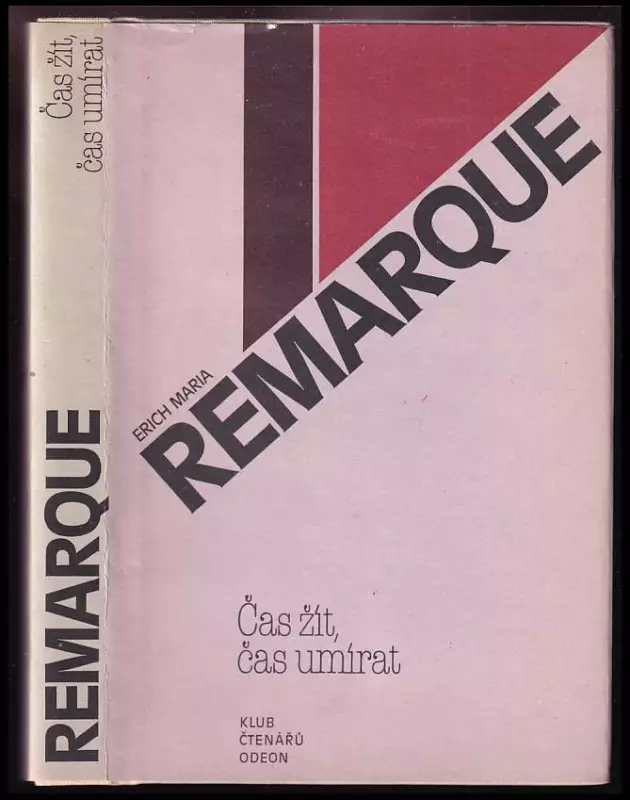 Čas žít,
čas umírat
REMARQUE
ERICH MARIA
REMARQUE
Čas žít,
čas umírat
KLUB
ČTENÁŘŮ
ODEON